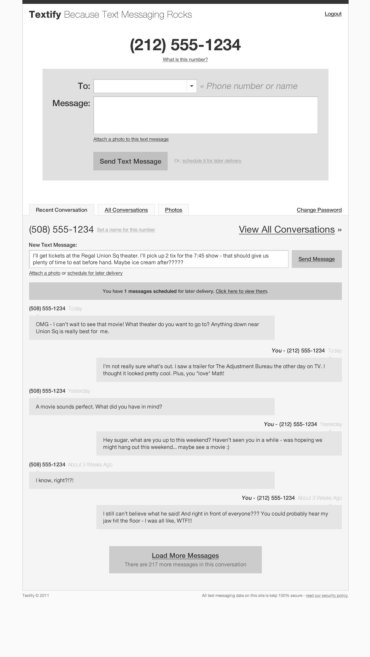 Textify Because Text Messaging Rocks
Logout
(212) 555-1234
What is this number?
To:
« Phone number or name
Message:
Attach a photo to this text message
Send Text Message
Or, schedule it for later delivery.
Recent Conversation
All Conversations
Photos
Change Password
(508) 555-1234 Set a name for this number
View All Conversations »
New Text Message:
I'll get tickets at the Regal Union Sq theater. I'll pick up 2 tix for the 7:45 show - that should give us
plenty of time to eat before hand. Maybe ice cream after?????
Send Message
Attach a photo or schedule for later delivery
You have 1 messages scheduled for later delivery. Click here to view them.
(508) 555-1234 Today
OMG - I can't wait to see that movie! What theater do you want to go to? Anything down near
Union Sq is really best for me.
You - (212) 555-1234 Today
I'm not really sure what's out. I saw a trailer for The Adjustment Bureau the other day on TV. I
thought it looked pretty cool. Plus, you *love* Matt!
(508) 555-1234 Yesterday
A movie sounds perfect. What did you have in mind?
You - (212) 555-1234 Yesterday
Hey sugar, what are you up to this weekend? Haven't seen you in a while - was hoping we
might hang out this weekend... maybe see a movie :)
(508) 555-1234 About 3 Weeks Ago
I know, right?!?!
You - (212) 555-1234 About 3 Weeks Ago
I still can't believe what he said! And right in front of everyone??? You could probably hear my
jaw hit the floor - I was all like, WTF!!!
Load More Messages
There are 217 more messages in this conversation
Textify © 2011
All text messaging data on this site is kept 100% secure - read our security policy.